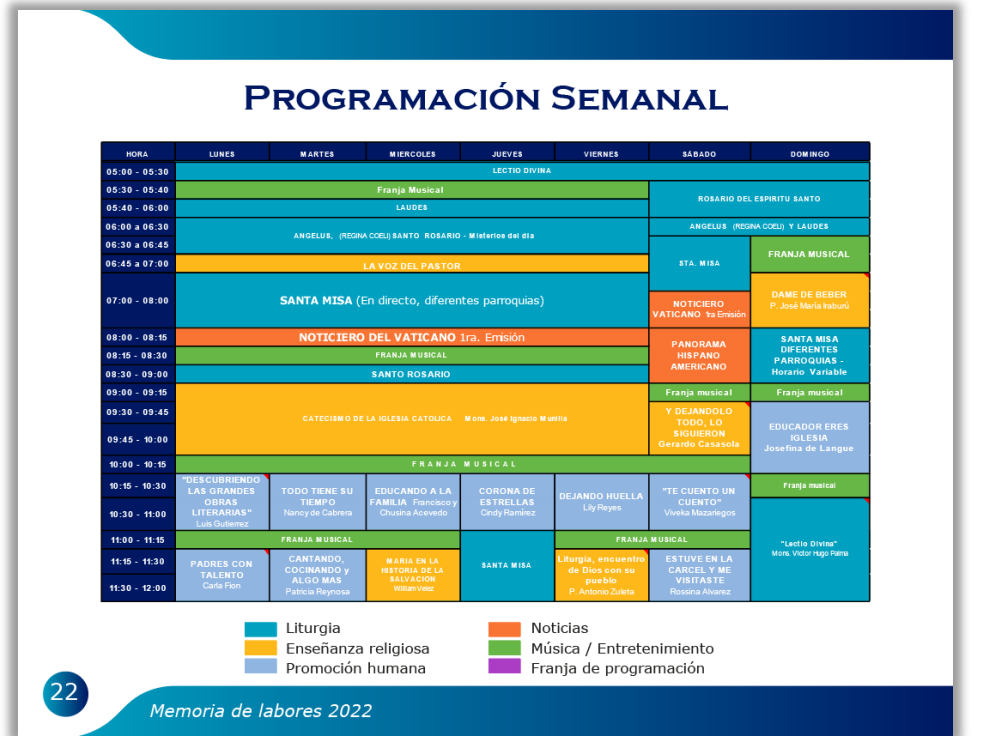 PROGRAMACIÓN SEMANAL
HORA LUNES MARTES MIERCOLES JUEVES VIERNES SÁBADO DOMINGO
05:00 - 05:30 LECTIO DIVINA
05:30 - 05:40 Franja Musical
ROSARIO DEL ESPIRITU SANTO
05:40 - 06:00 LAUDES
06:00 a 06:30 ANGELUS (REGINA COELI) Y LAUDES
ANGELUS, (REGINA COELI) SANTO ROSARIO - Misterios del dia
06:30 a 06:45
STA. MISA
FRANJA MUSICAL
06:45 a 07:00 LA VOZ DEL PASTOR
07:00 - 08:00 SANTA MISA (En directo, diferentes parroquias)
NOTICIERO
VATICANO 1ra Emisión
DAME DE BEBER
P. José María Iraburú
08:00 - 08:15 NOTICIERO DEL VATICANO 1ra. Emisión
PANORAMA
HISPANO
AMERICANO
SANTA MISA
DIFERENTES
PARROQUIAS -
Horario Variable
08:15 - 08:30 FRANJA MUSICAL
08:30 - 09:00 SANTO ROSARIO
09:00 - 09:15 Franja musical Franja musical
CATECISMO DE LA IGLESIA CATOLICA Mons. José Ignacio Munilla
09:30 - 09:45
Y DEJANDOLO
TODO, LO
SIGUIERON
Gerardo Casasola
EDUCADOR ERES
IGLESIA
Josefina de Langue
09:45 - 10:00
10:00 - 10:15 FRANJA MUSICAL
10:15 - 10:30
Franja musical
"DESCUBRIENDO
LAS GRANDES
OBRAS
LITERARIAS"
Luis Gutierrez
TODO TIENE SU
TIEMPO
Nancy de Cabrera
EDUCANDO A LA
FAMILIA Francisco y
Chusina Acevedo
CORONA DE
ESTRELLAS
Cindy Ramírez
DEJANDO HUELLA
Lily Reyes
"TE CUENTO UN
CUENTO"
Viveka Mazariegos
10:30 - 11:00
"Lectio Divina"
Mons. Víctor Hugo Palma
11:00 - 11:15 FRANJA MUSICAL FRANJA MUSICAL
SANTA MISA
11:15 - 11:30
PADRES CON
TALENTO
Carla Fion
CANTANDO,
COCINANDO y
ALGO MAS
Patricia Reynosa
MARIA EN LA
HISTORIA DE LA
SALVACION
William Velez
Liturgia, encuentro
de Dios con su
pueblo
P. Antonio Zuleta
ESTUVE EN LA
CARCEL Y ME
VISITASTE
Rossina Alvarez
11:30 - 12:00
Liturgia
Enseñanza religiosa
Promoción humana
Noticias
Música / Entretenimiento
Franja de programación
22
Memoria de labores 2022